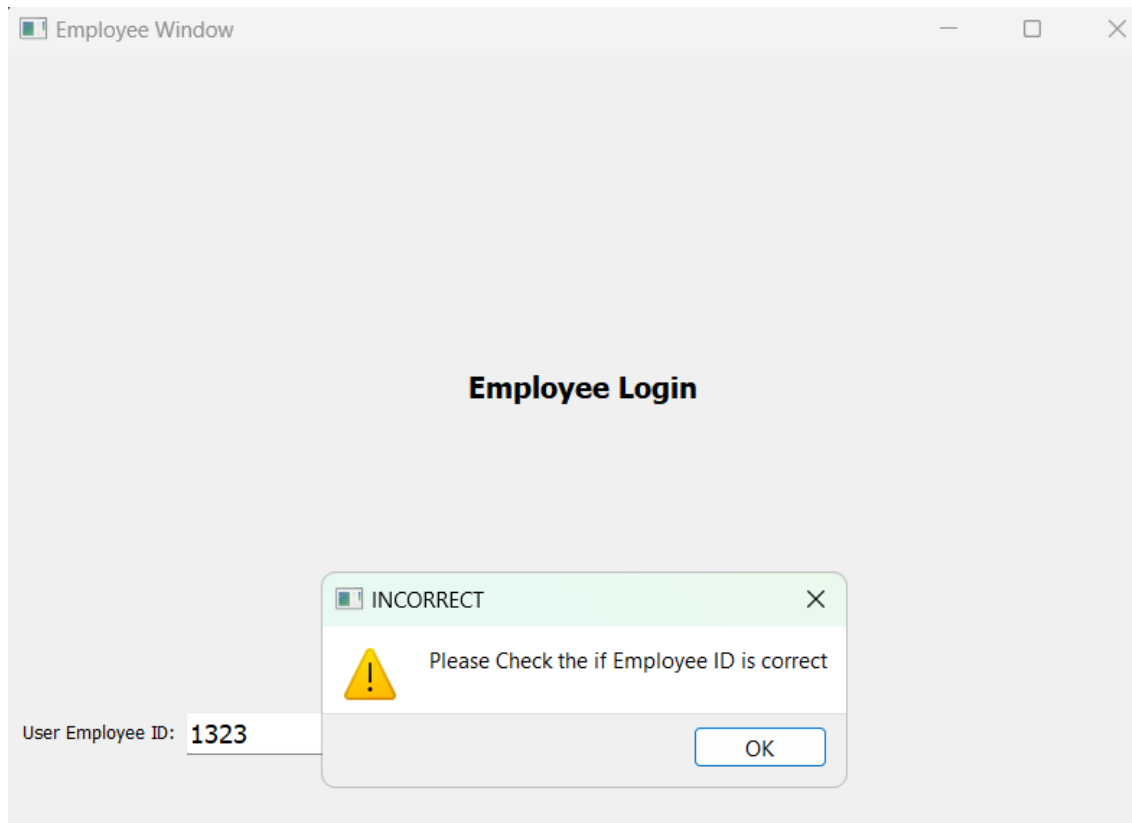 Employee Window
Employee Login
INCORRECT
Please Check the if Employee ID is correct
User Employee ID: 1323
OK